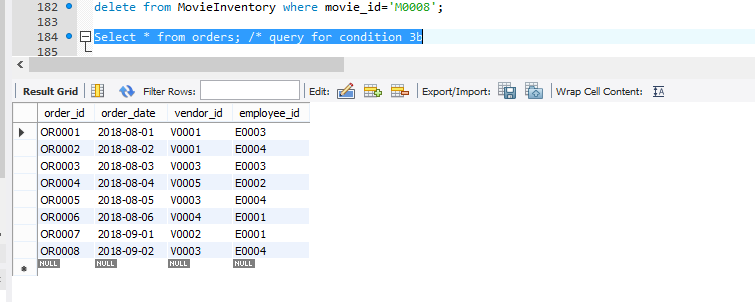 182 delete from MovieInventory where movie_id='M0008';
183
184 Select * from orders; /* query for condition 3b
185
Result Grid Filter Rows: Edit: Export/Import: Wrap Cell Content:
order_id order_date vendor_id employee_id
OR0001 2018-08-01 V0001 E0003
OR0002 2018-08-02 V0001 E0004
OR0003 2018-08-03 V0003 E0003
OR0004 2018-08-04 V0005 E0002
OR0005 2018-08-05 V0003 E0003
OR0006 2018-08-06 V0004 E0001
OR0007 2018-09-01 V0002 E0001
OR0008 2018-09-02 V0003 E0004
NULL NULL NULL NULL